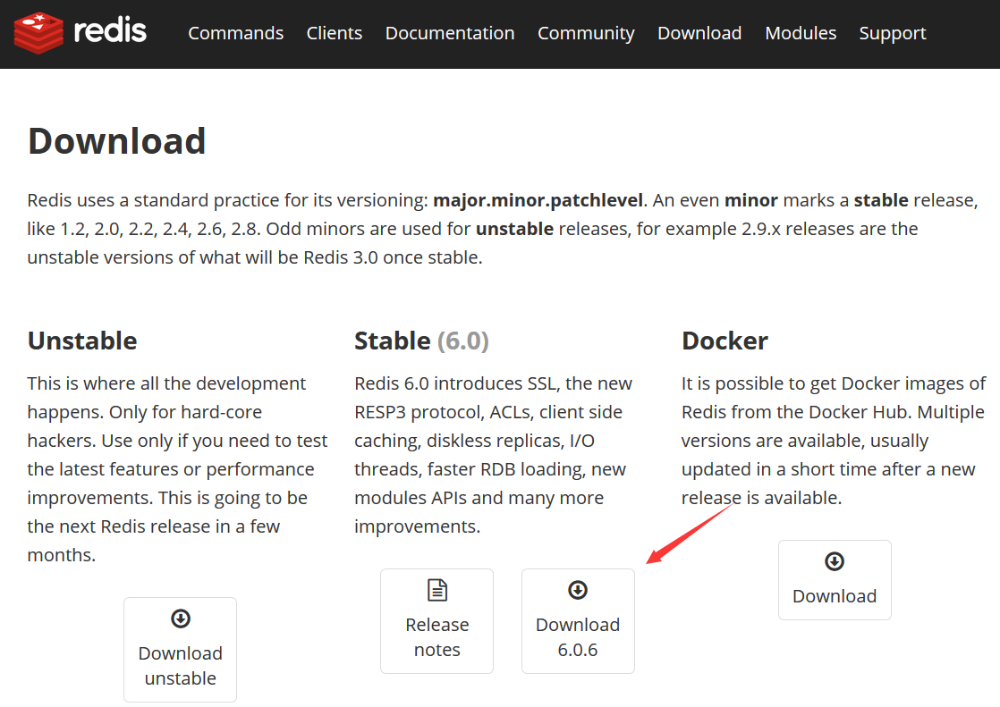 redis Commands Clients Documentation Community Download Modules Support
Download
Redis uses a standard practice for its versioning: major.minor.patchlevel. An even minor marks a stable release,
like 1.2, 2.0, 2.2, 2.4, 2.6, 2.8. Odd minors are used for unstable releases, for example 2.9.x releases are the
unstable versions of what will be Redis 3.0 once stable.
Unstable
This is where all the development
happens. Only for hard-core
hackers. Use only if you need to test
the latest features or performance
improvements. This is going to be
the next Redis release in a few
months.
Download
unstable
Stable (6.0)
Redis 6.0 introduces SSL, the new
RESP3 protocol, ACLs, client side
caching, diskless replicas, I/O
threads, faster RDB loading, new
modules APIs and many more
improvements.
Release
notes
Download
6.0.6
Docker
It is possible to get Docker images of
Redis from the Docker Hub. Multiple
versions are available, usually
updated in a short time after a new
release is available.
Download